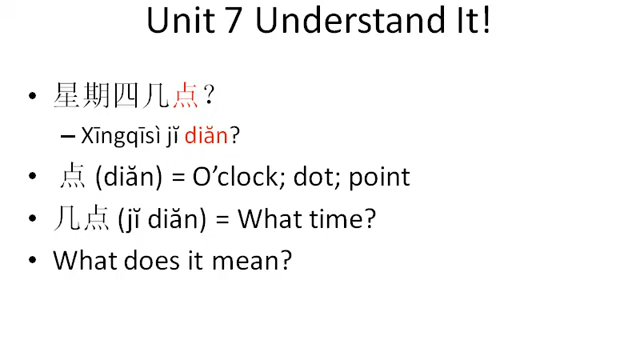 Unit 7 Understand It!
• 星期四几点？
– Xīngqīsì jǐ diǎn?
• 点 (diǎn) = O’clock; dot; point
• 几点 (jǐ diǎn) = What time?
• What does it mean?